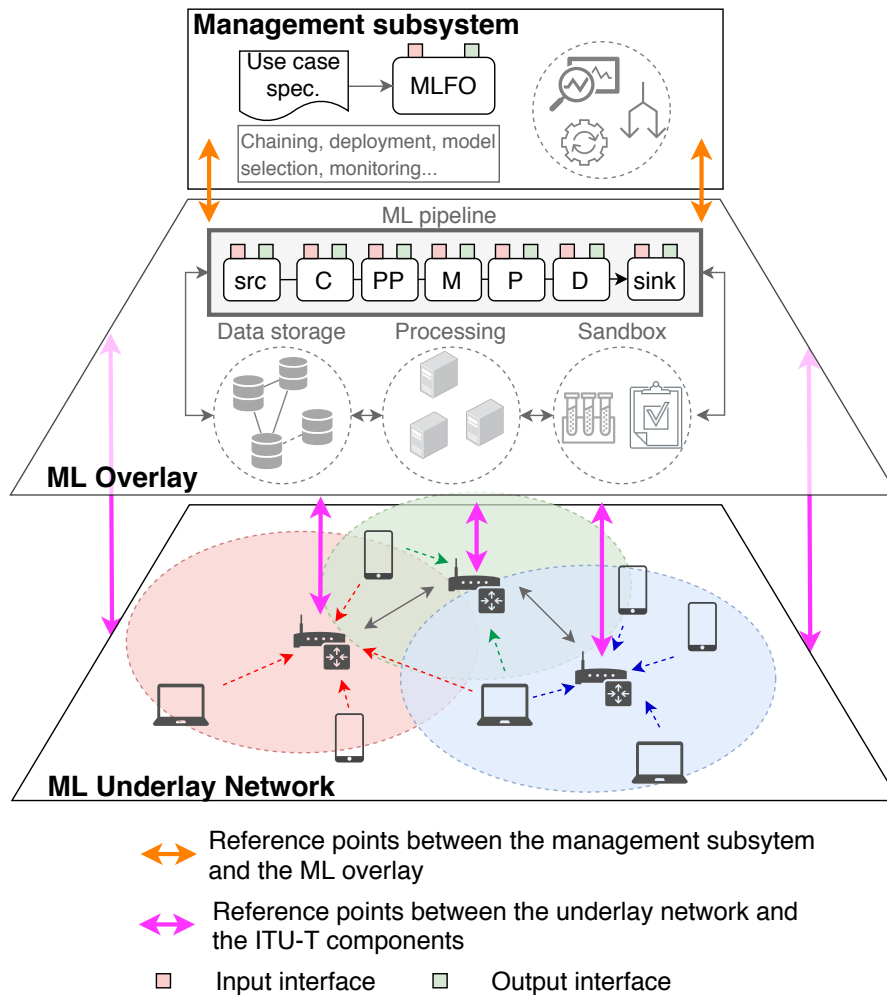 Management subsystem
Use case
spec.
MLFO
Chaining, deployment, model
selection, monitoring...
ML pipeline
src C PP M P D sink
Data storage Processing Sandbox
ML Overlay
ML Underlay Network
Reference points between the management subsytem
and the ML overlay
Reference points between the underlay network and
the ITU-T components
Input interface Output interface